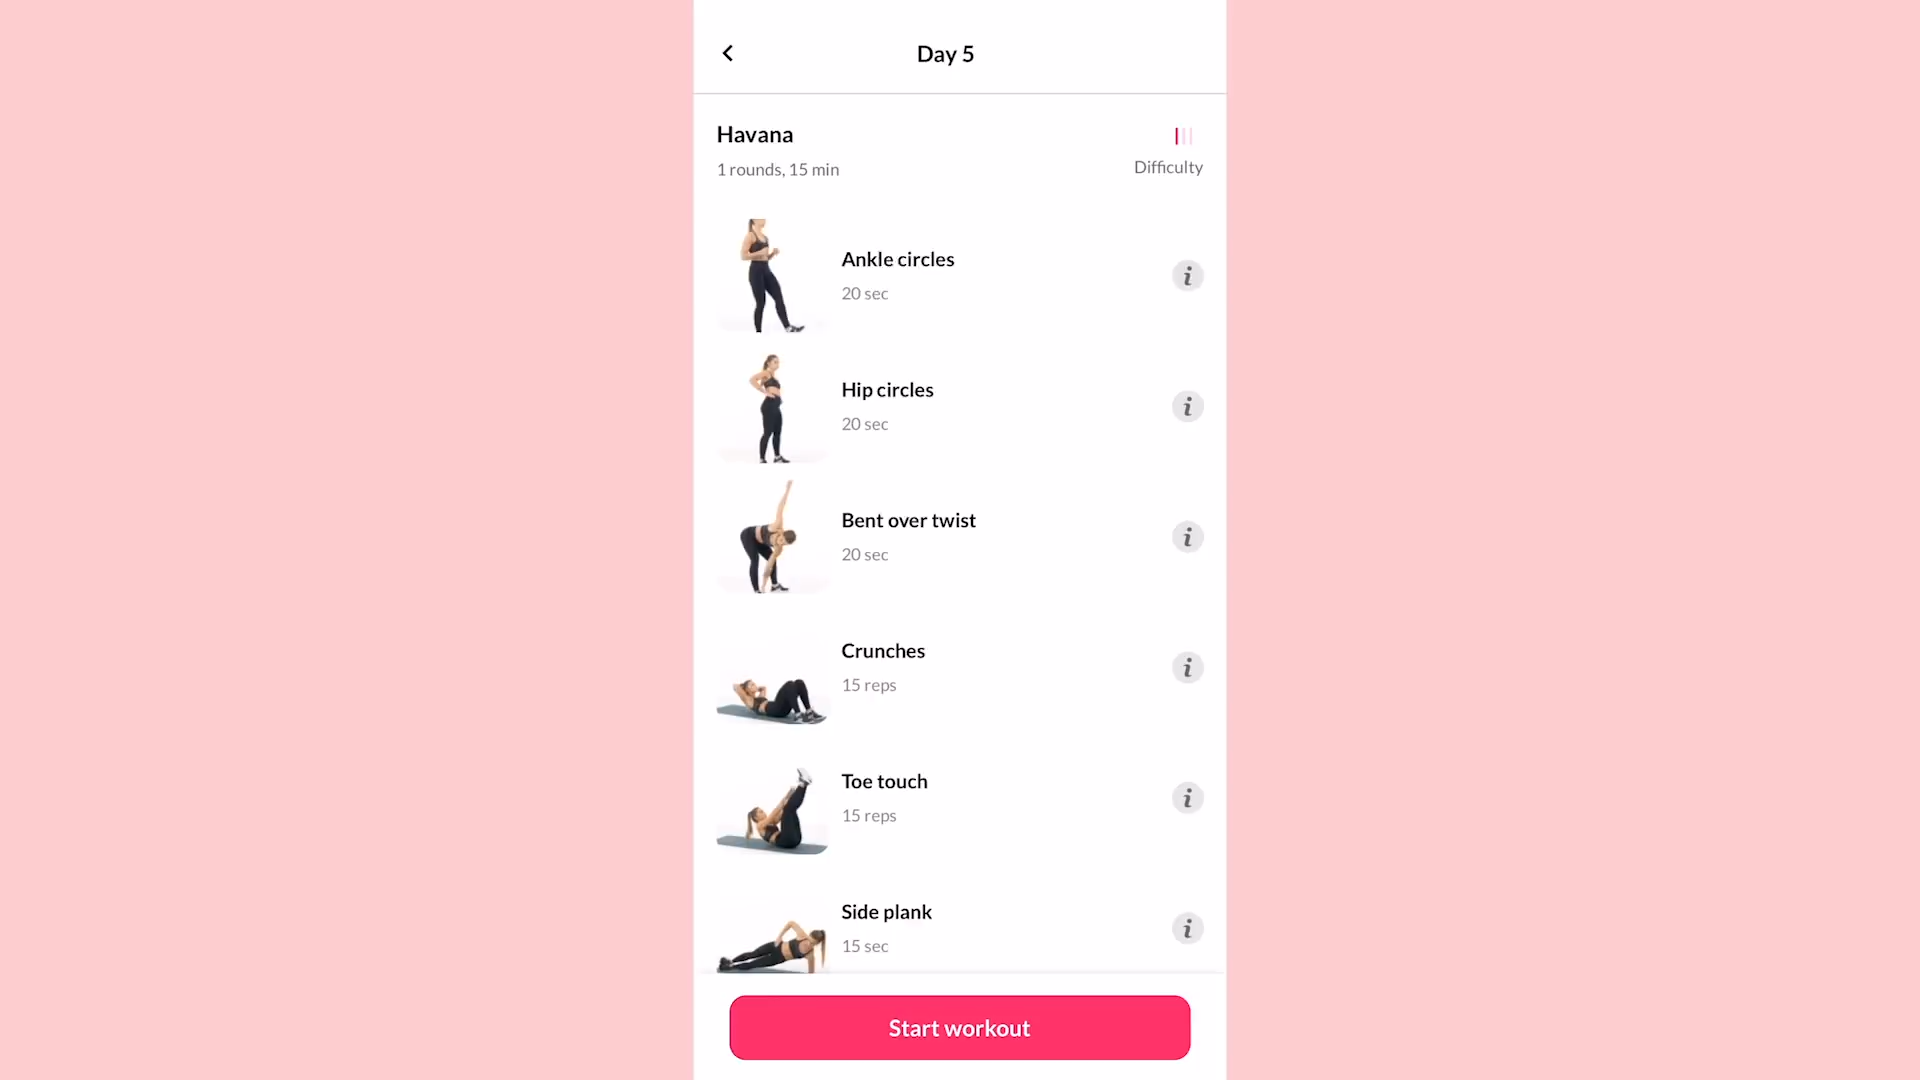 Day 5
Havana
1 rounds, 15 min
Difficulty
Ankle circles
20 sec
Hip circles
20 sec
Bent over twist
20 sec
Crunches
15 reps
Toe touch
15 reps
Side plank
15 sec
Start workout